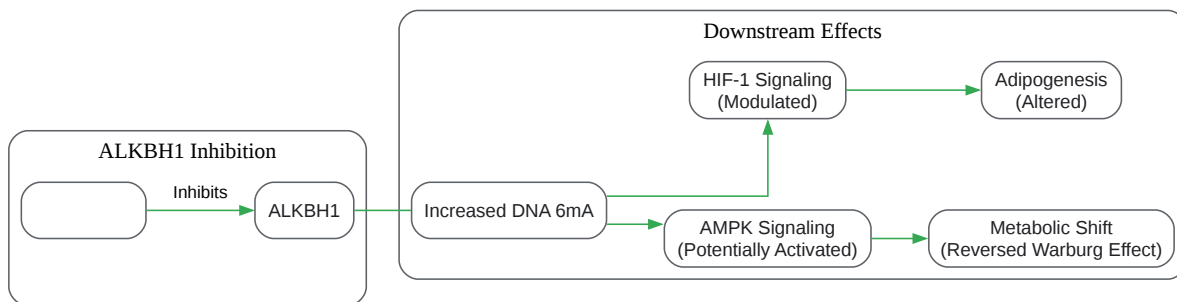 Downstream Effects
HIF-1 Signaling
(Modulated)
Adipogenesis
(Altered)
ALKBH1 Inhibition
Inhibits
ALKBH1
Increased DNA 6mA
AMPK Signaling
(Potentially Activated)
Metabolic Shift
(Reversed Warburg Effect)